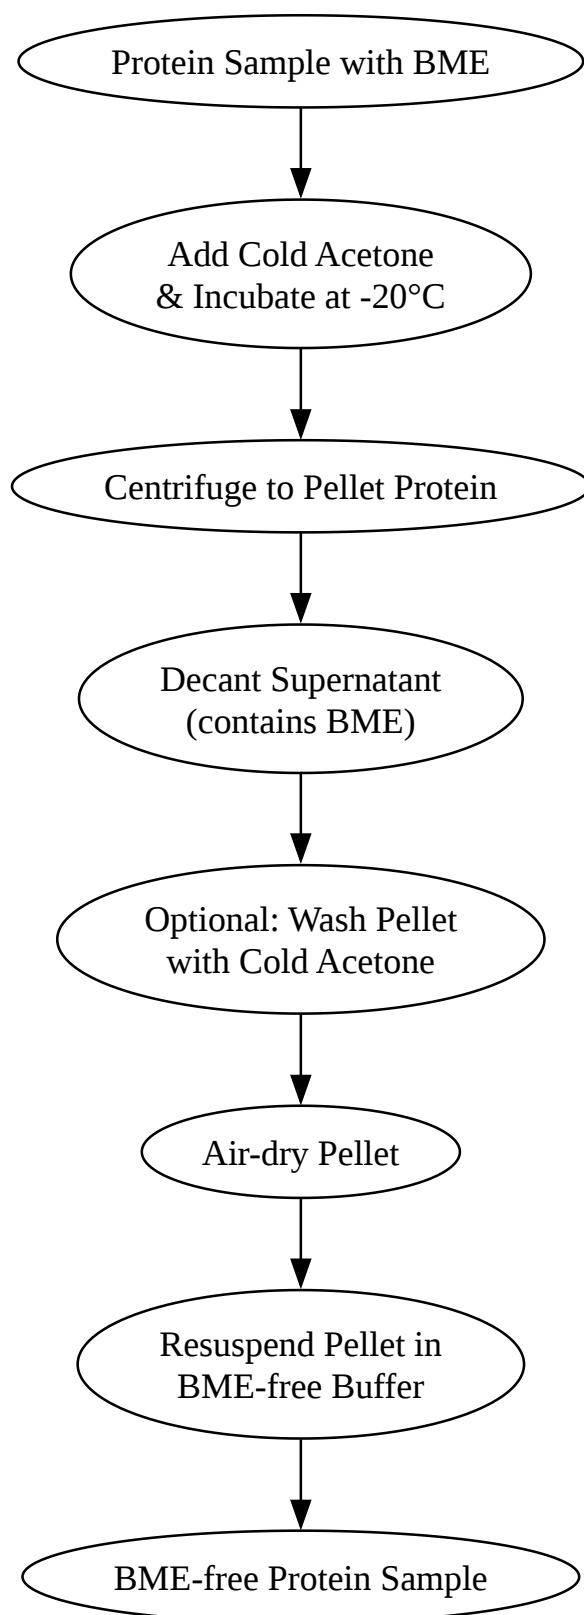 Protein Sample with BME
Add Cold Acetone
& Incubate at -20°C
Centrifuge to Pellet Protein
Decant Supernatant
(contains BME)
Optional: Wash Pellet
with Cold Acetone
Air-dry Pellet
Resuspend Pellet in
BME-free Buffer
BME-free Protein Sample